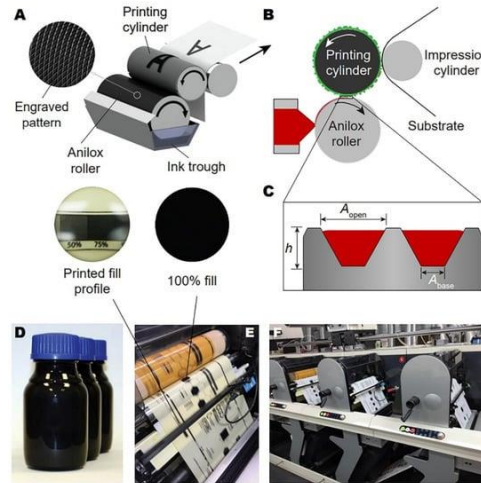 A
Printing
cylinder
A
Engraved
pattern
Anilox
roller
Ink trough
B
Printing
cylinder
Impression
cylinder
Anilox
roller
Substrate
C
A open
h
A base
50% 75%
Printed fill
profile
100% fill
D
E
F